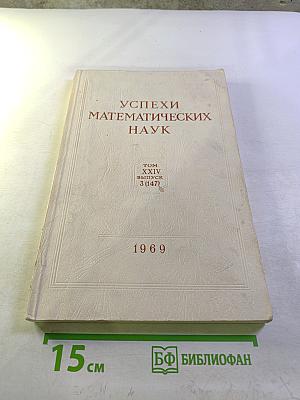 УСПЕХИ
МАТЕМАТИЧЕСКИХ
НАУК
ТОМ
XXIV
ВЫПУСК
3(147)
1969
15 см
БФ БИБЛИОФАН